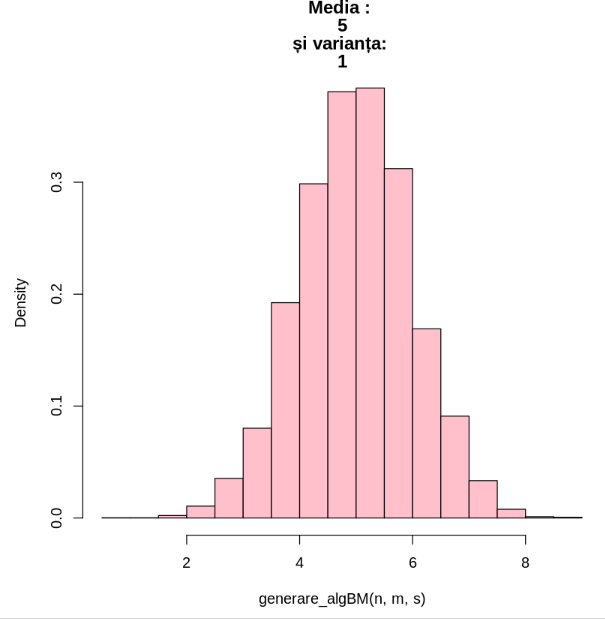 Media :
5
și varianța:
1
0.3
0.2
0.1
0.0
Density
2 4 6 8
generare_algBM(n, m, s)